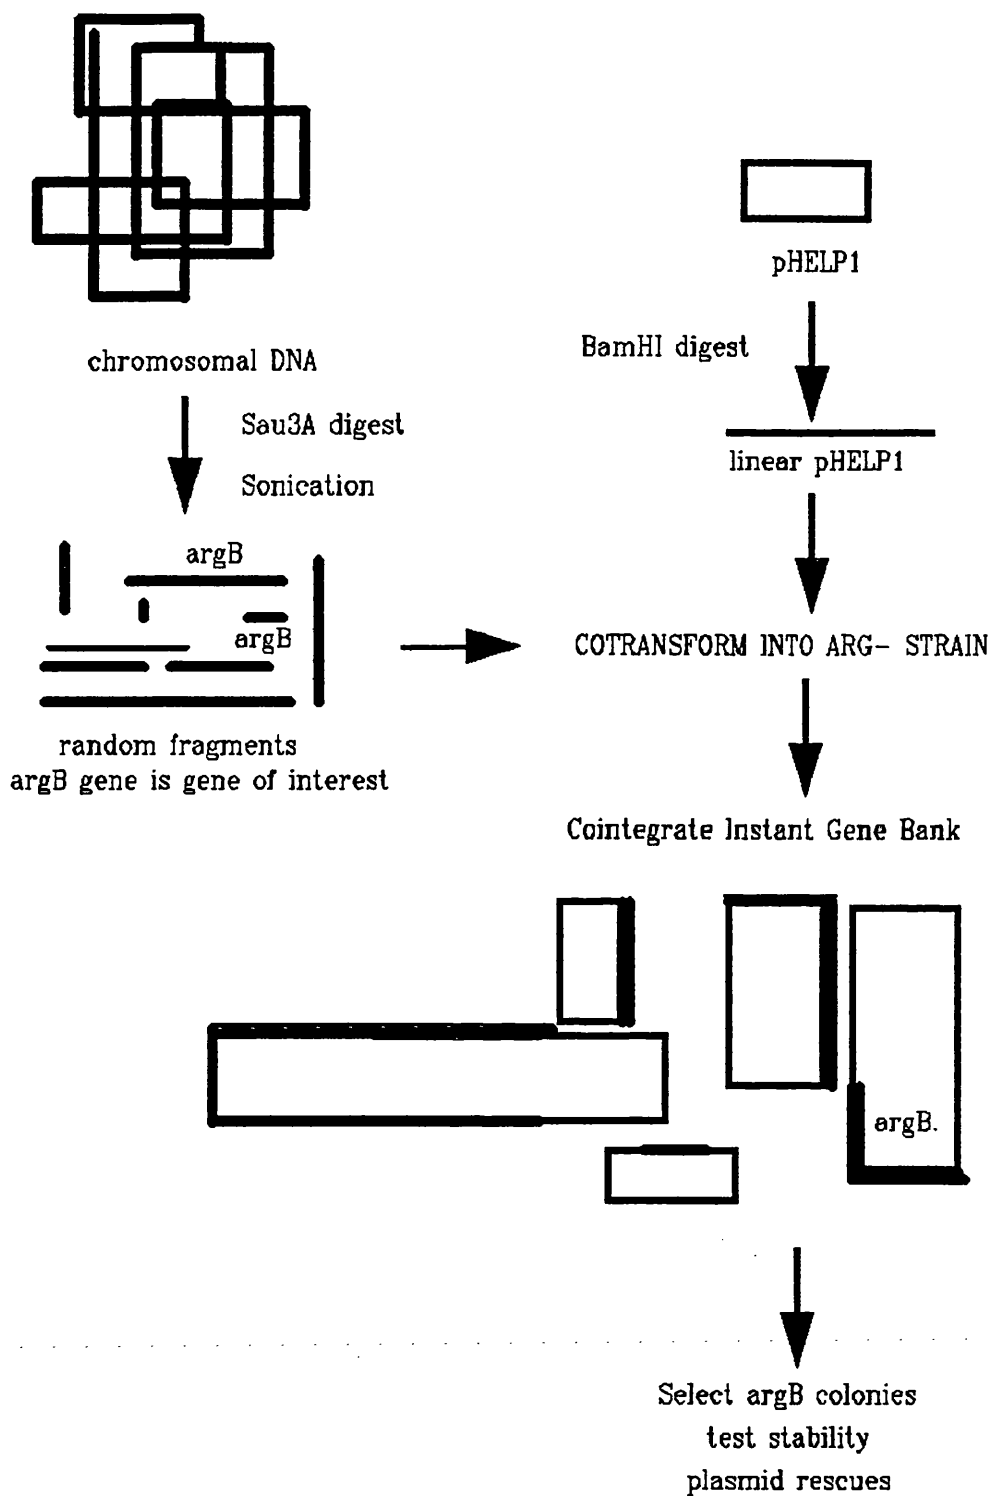 pHELP1
chromosomal DNA
BamHI digest
Sau3A digest
linear pHELP1
Sonication
argB
argB
COTRANSFORM INTO ARG- STRAIN
random fragments
argB gene is gene of interest
Cointegrate Instant Gene Bank
argB.
Select argB colonies
test stability
plasmid rescues